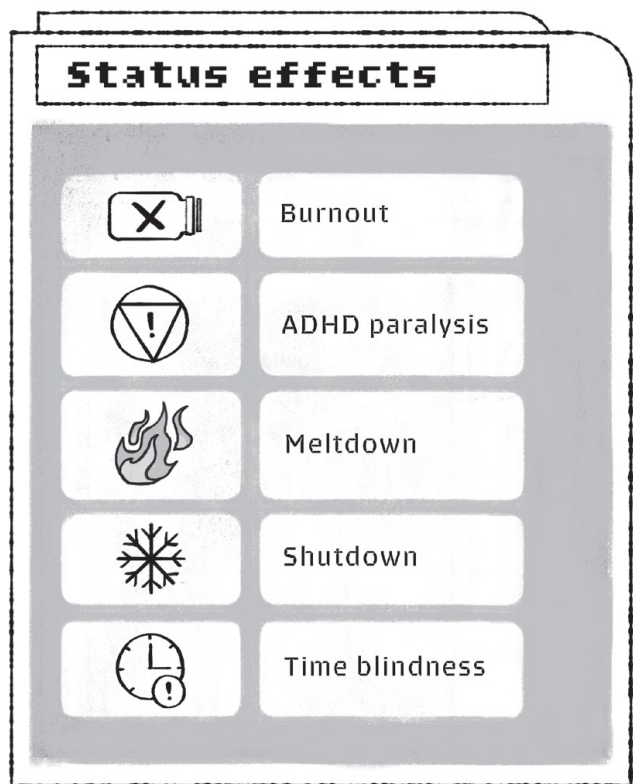 Status effects
Burnout
!
ADHD paralysis
Meltdown
Shutdown
!
Time blindness